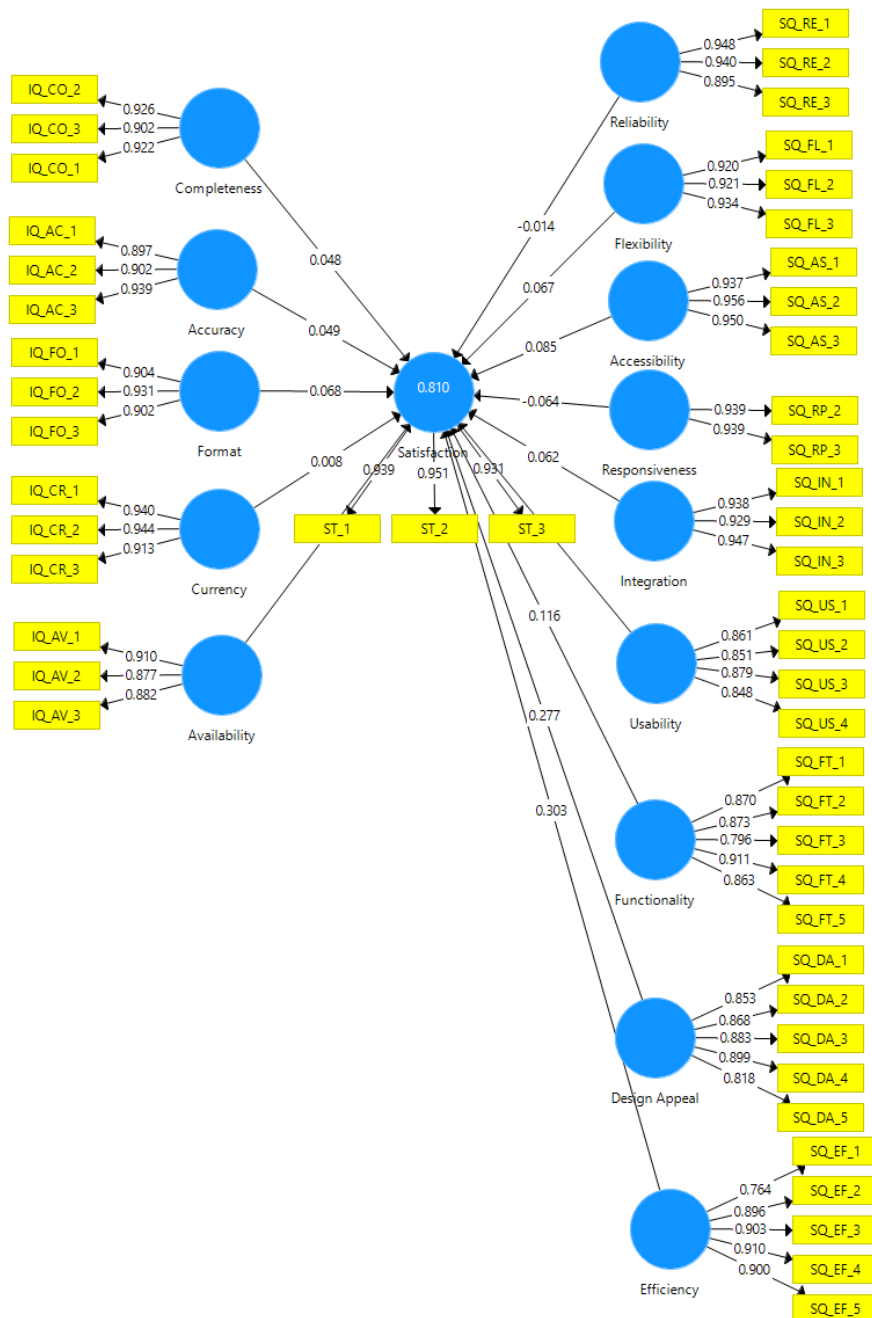 IQ_CO_2
IQ_CO_3
IQ_CO_1
0.926
0.902
0.922
Completeness
0.048
IQ_AC_1
IQ_AC_2
IQ_AC_3
0.897
0.902
0.939
Accuracy
0.049
IQ_FO_1
IQ_FO_2
IQ_FO_3
0.904
0.931
0.902
Format
0.068
IQ_CR_1
IQ_CR_2
IQ_CR_3
0.940
0.944
0.913
Currency
0.008
IQ_AV_1
IQ_AV_2
IQ_AV_3
0.910
0.877
0.882
Availability
0.810
Satisfaction
0.939
0.951
0.931
ST_1
ST_2
ST_3
SQ_RE_1
SQ_RE_2
SQ_RE_3
0.948
0.940
0.895
Reliability
-0.014
SQ_FL_1
SQ_FL_2
SQ_FL_3
0.920
0.921
0.934
Flexibility
0.067
SQ_AS_1
SQ_AS_2
SQ_AS_3
0.937
0.956
0.950
Accessibility
0.085
SQ_RP_2
SQ_RP_3
0.939
0.939
Responsiveness
-0.064
SQ_IN_1
SQ_IN_2
SQ_IN_3
0.938
0.929
0.947
Integration
0.062
SQ_US_1
SQ_US_2
SQ_US_3
SQ_US_4
0.861
0.851
0.879
0.848
Usability
SQ_FT_1
SQ_FT_2
SQ_FT_3
SQ_FT_4
SQ_FT_5
0.870
0.873
0.796
0.911
0.863
Functionality
0.116
SQ_DA_1
SQ_DA_2
SQ_DA_3
SQ_DA_4
SQ_DA_5
0.853
0.868
0.883
0.899
0.818
Design Appeal
0.277
SQ_EF_1
SQ_EF_2
SQ_EF_3
SQ_EF_4
SQ_EF_5
0.764
0.896
0.903
0.910
0.900
Efficiency
0.303